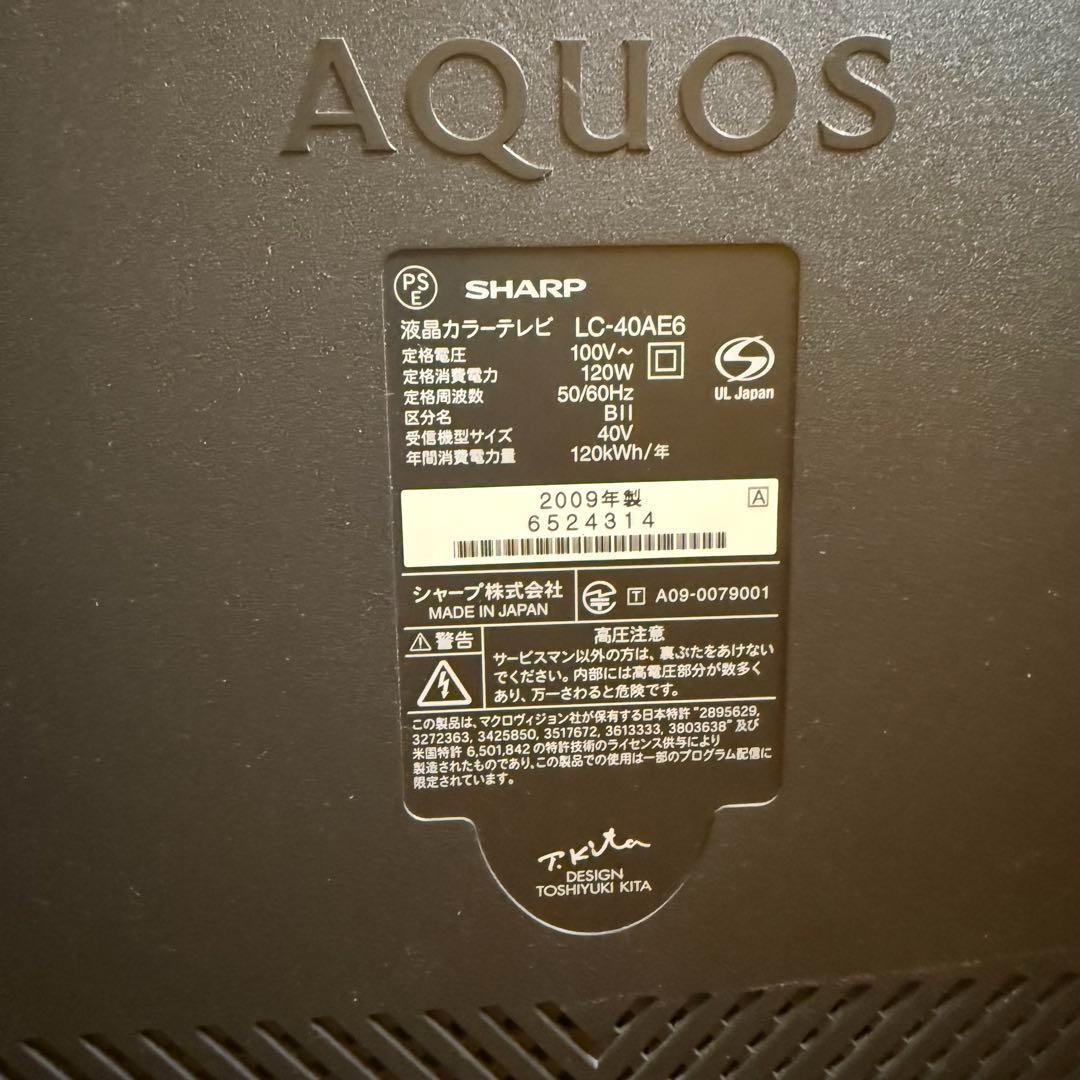 AQUOS
PS
E
SHARP
液晶カラーテレビ LC-40AE6
定格電圧 100V～
定格消費電力 120W
定格周波数 50/60Hz
区分名 BII
受信機型サイズ 40V
年間消費電力量 120kWh/年
S
UL Japan
2009年製 A
6524314
シャープ株式会社
MADE IN JAPAN
T A09-0079001
警告
高圧注意
サービスマン以外の方は、裏ぶたをあけない
でください。内部には高電圧部分が数多く
あり、万一さわると危険です。
この製品は、マクロヴィジョン社が保有する日本特許 "2895629,
3272363, 3425850, 3517672, 3613333, 3803638" 及び
米国特許 6,501,842 の特許技術のライセンス供与により
製造されたものであり、この製品での使用は一部のプログラム配信に
限定されています。
T.Kita
DESIGN
TOSHIYUKI KITA